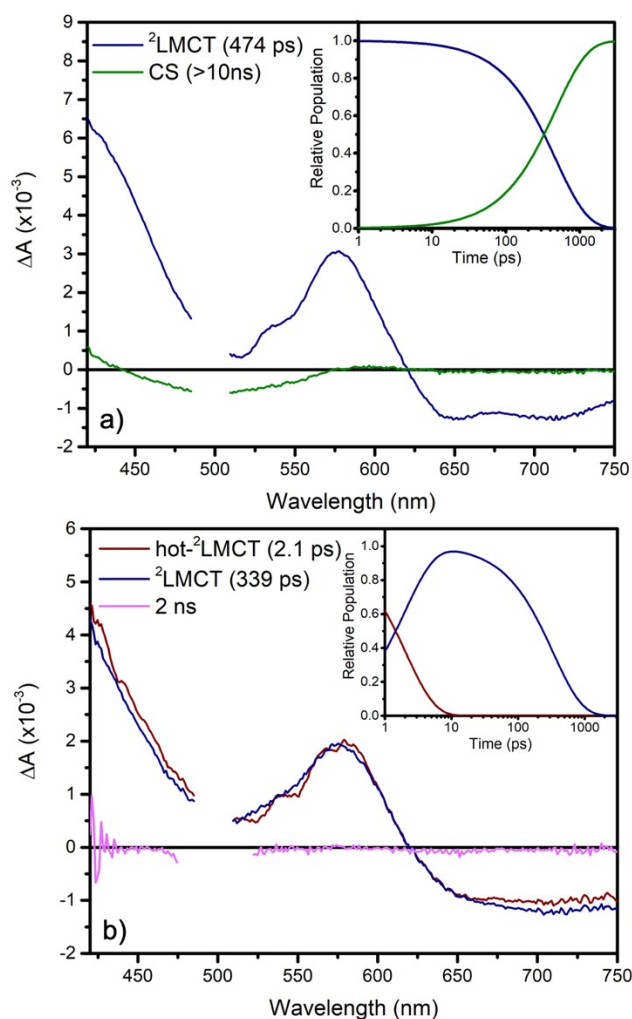 ²LMCT (474 ps)
CS (>10ns)
ΔA (x10⁻³)
9
8
7
6
5
4
3
2
1
0
-1
-2
450 500 550 600 650 700 750
Wavelength (nm)
a)
Relative Population
1.0
0.8
0.6
0.4
0.2
0.0
1 10 100 1000
Time (ps)
hot-²LMCT (2.1 ps)
²LMCT (339 ps)
2 ns
ΔA (x10⁻³)
6
5
4
3
2
1
0
-1
-2
450 500 550 600 650 700 750
Wavelength (nm)
b)
Relative Population
1.0
0.8
0.6
0.4
0.2
0.0
1 10 100 1000
Time (ps)